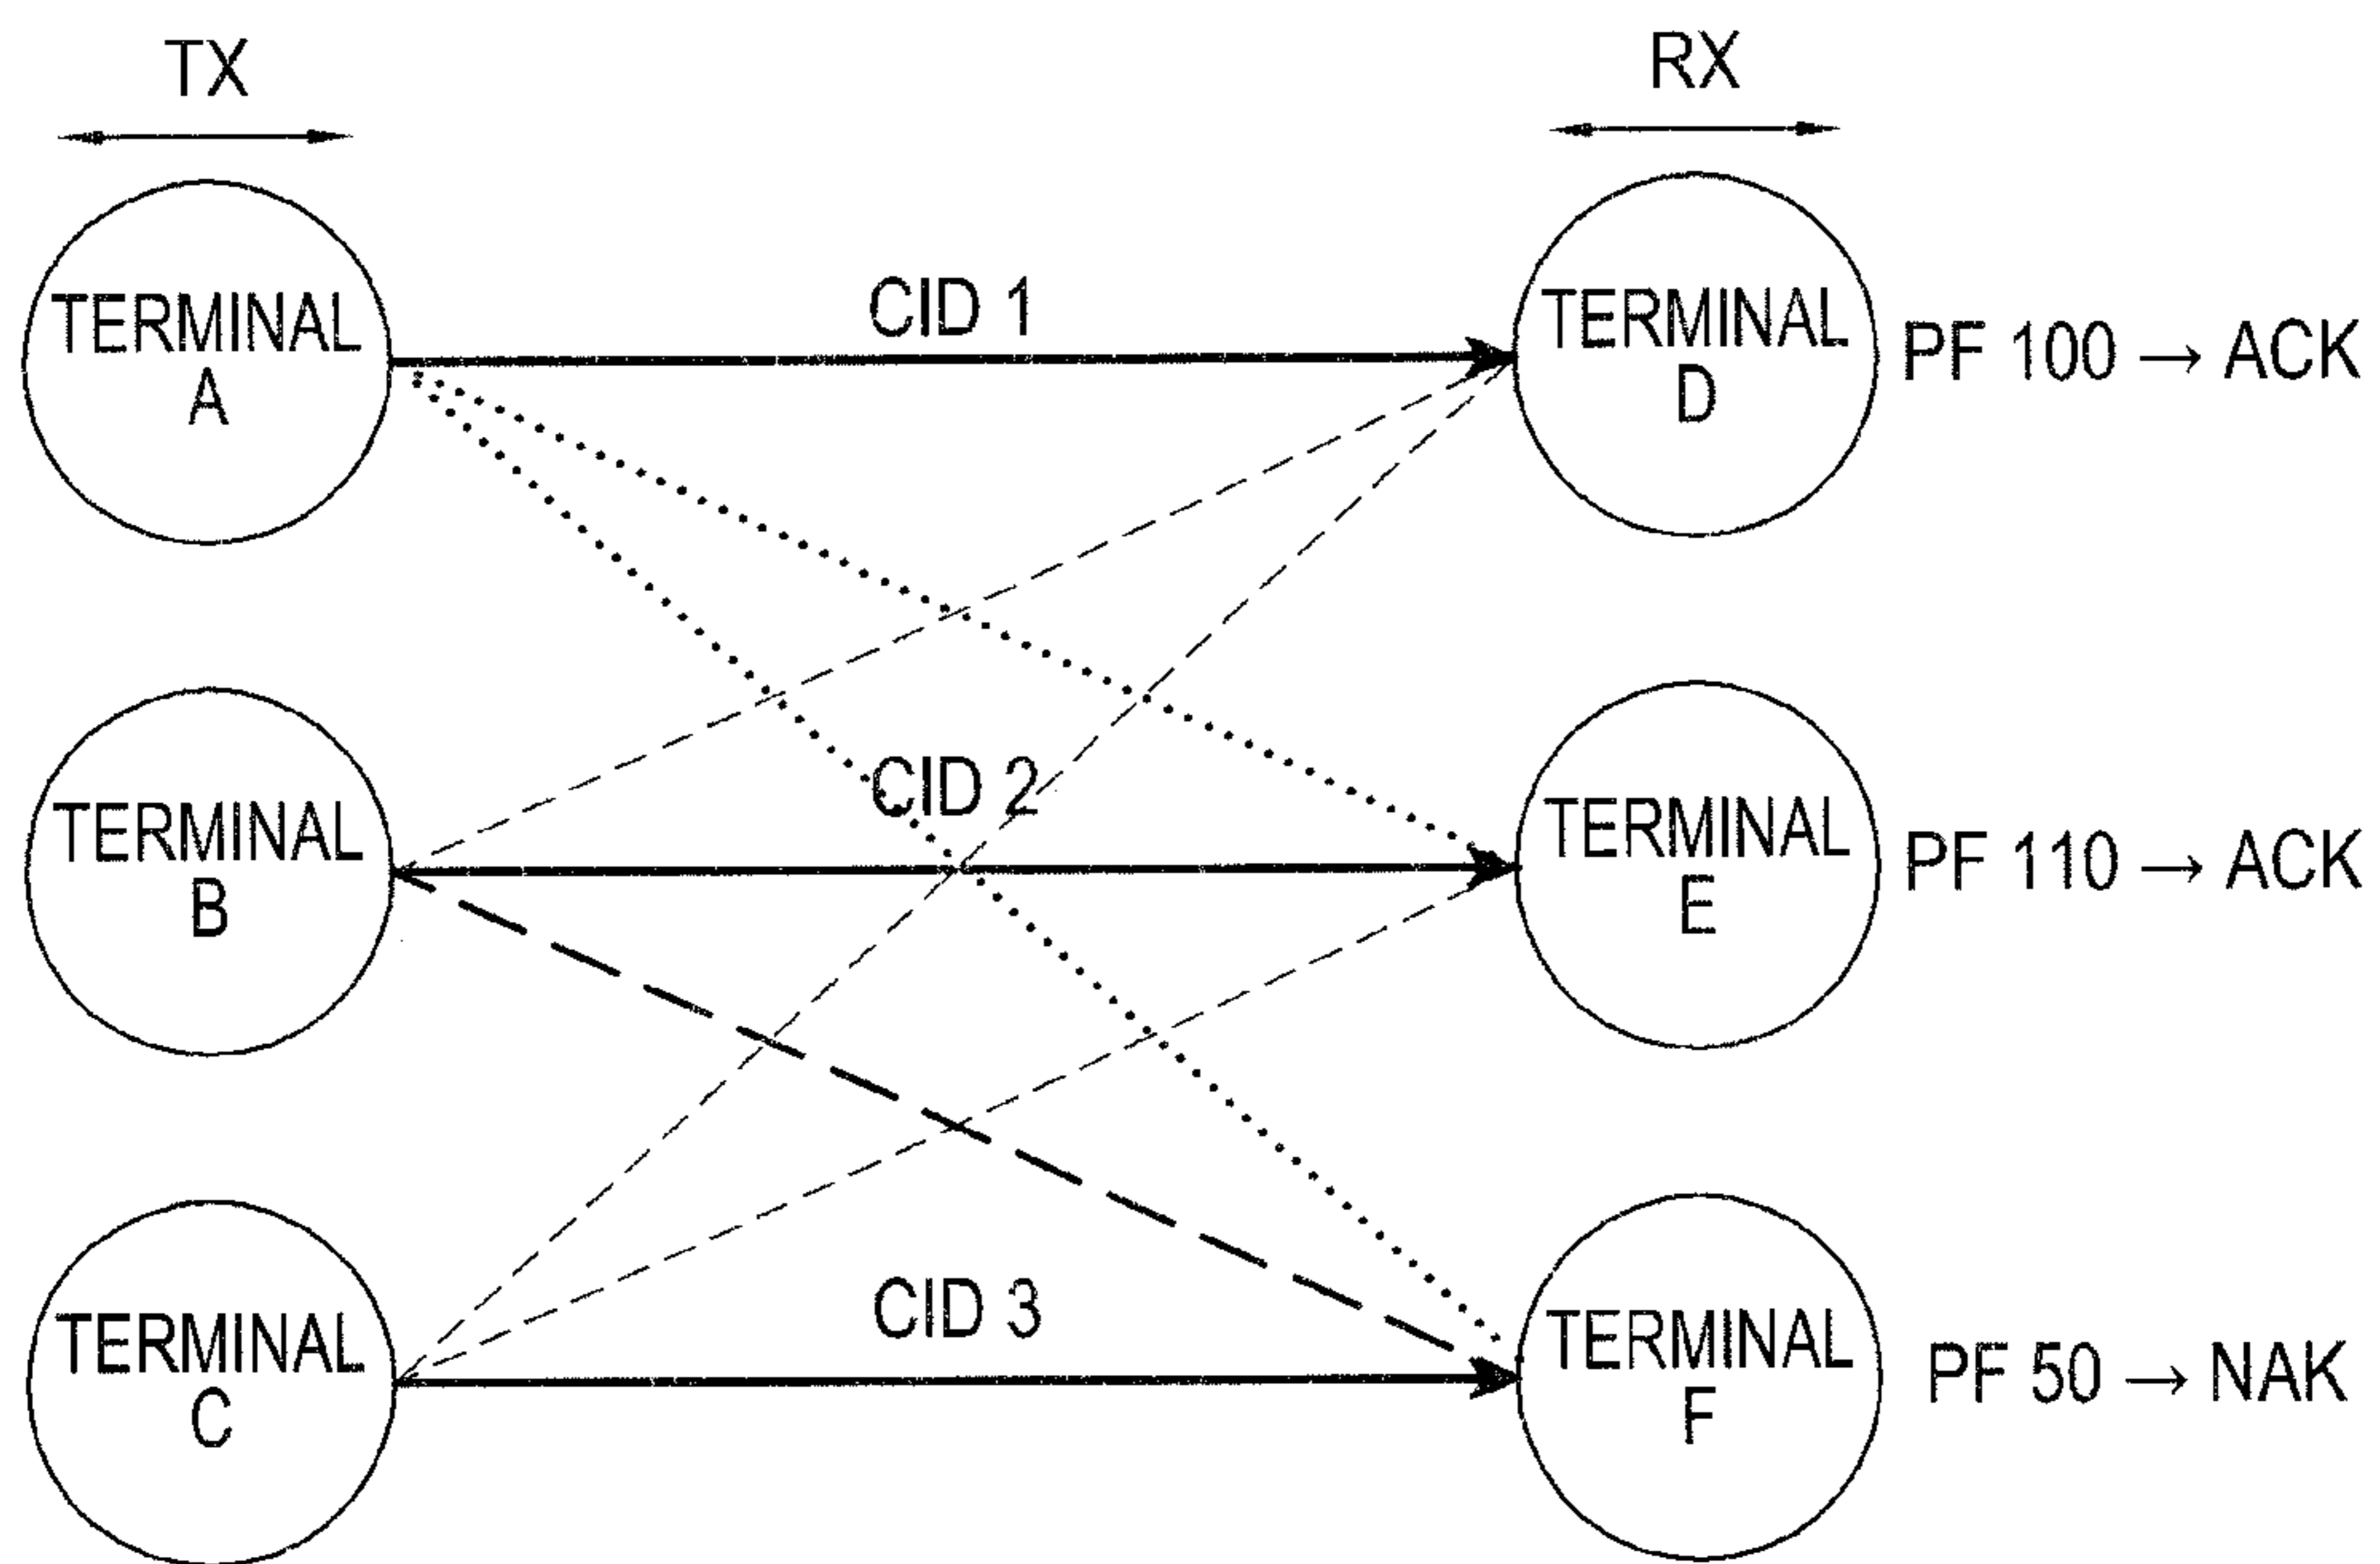 TX
RX
TERMINAL
A
CID 1
TERMINAL
D
PF 100 → ACK
TERMINAL
B
CID 2
TERMINAL
E
PF 110 → ACK
TERMINAL
C
CID 3
TERMINAL
F
PF 50 → NAK